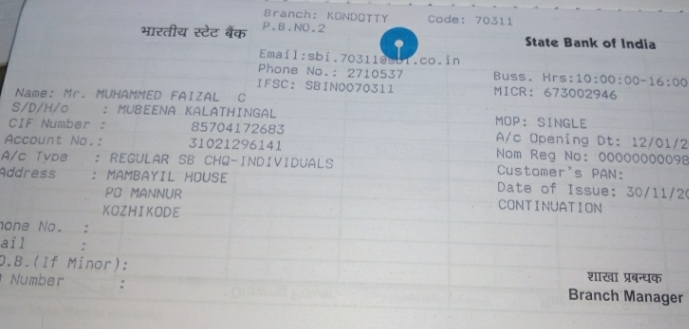 Branch: KONDOTTY Code: 70311
P.B.NO.2
भारतीय स्टेट बैंक
State Bank of India
Email:sbi.70311@sbi.co.in
Phone No.: 2710537
IFSC: SBIN0070311
Buss. Hrs:10:00:00-16:00
MICR: 673002946
Name: Mr. MUHAMMED FAIZAL C
S/D/H/o : MUBEENA KALATHINGAL
CIF Number : 85704172683
Account No.: 31021296141
A/c Type : REGULAR SB CHQ-INDIVIDUALS
Address : MAMBAYIL HOUSE
PO MANNUR
KOZHIKODE
MOP: SINGLE
A/c Opening Dt: 12/01/2
Nom Reg No: 00000000098
Customer's PAN:
Date of Issue: 30/11/20
CONTINUATION
hone No. :
ail :
O.B.(If Minor):
Number :
शाखा प्रबन्धक
Branch Manager